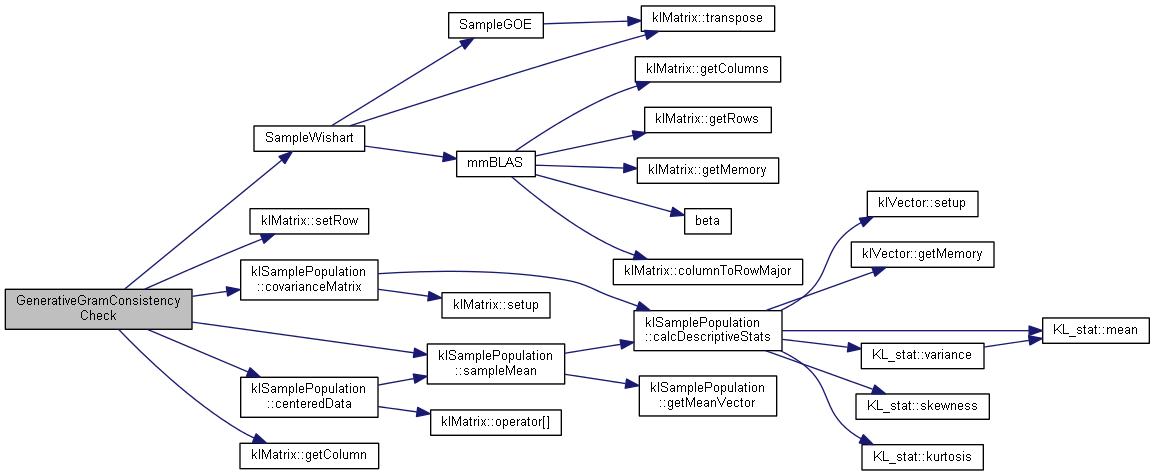 GenerativeGramConsistency
Check
SampleWishart
klMatrix::setRow
klSamplePopulation
::covarianceMatrix
klSamplePopulation
::centeredData
klMatrix::getColumn
SampleGOE
mmBLAS
klMatrix::setup
klSamplePopulation
::sampleMean
klMatrix::operator[]
klMatrix::transpose
klMatrix::getColumns
klMatrix::getRows
klMatrix::getMemory
beta
klMatrix::columnToRowMajor
klSamplePopulation
::calcDescriptiveStats
klSamplePopulation
::getMeanVector
klVector::setup
klVector::getMemory
KL_stat::variance
KL_stat::skewness
KL_stat::kurtosis
KL_stat::mean